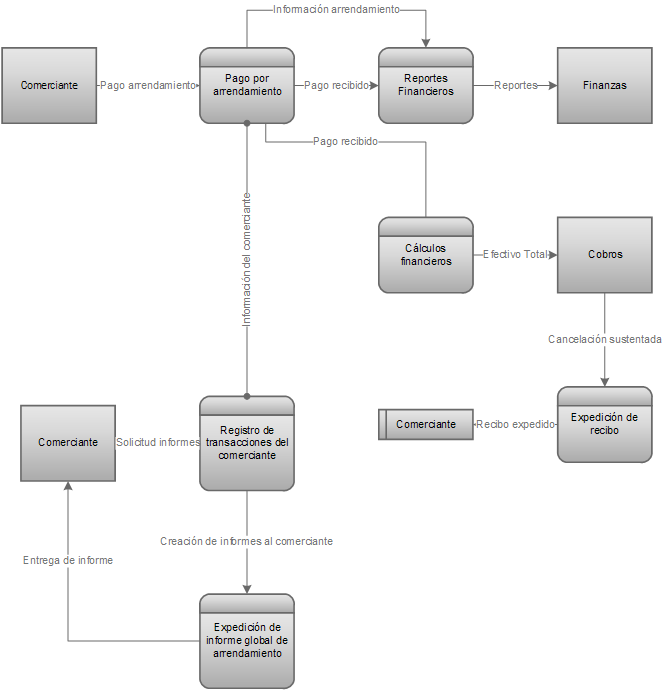 Información arrendamiento
Comerciante
Pago arrendamiento
Pago por
arrendamiento
Pago recibido
Reportes
Financieros
Reportes
Finanzas
Pago recibido
Información del comerciante
Cálculos
financieros
Efectivo Total
Cobros
Cancelación sustentada
Comerciante
Solicitud informes
Registro de
transacciones del
comerciante
Comerciante
Recibo expedido
Expedición de
recibo
Creación de informes al comerciante
Entrega de informe
Expedición de
informe global de
arrendamiento